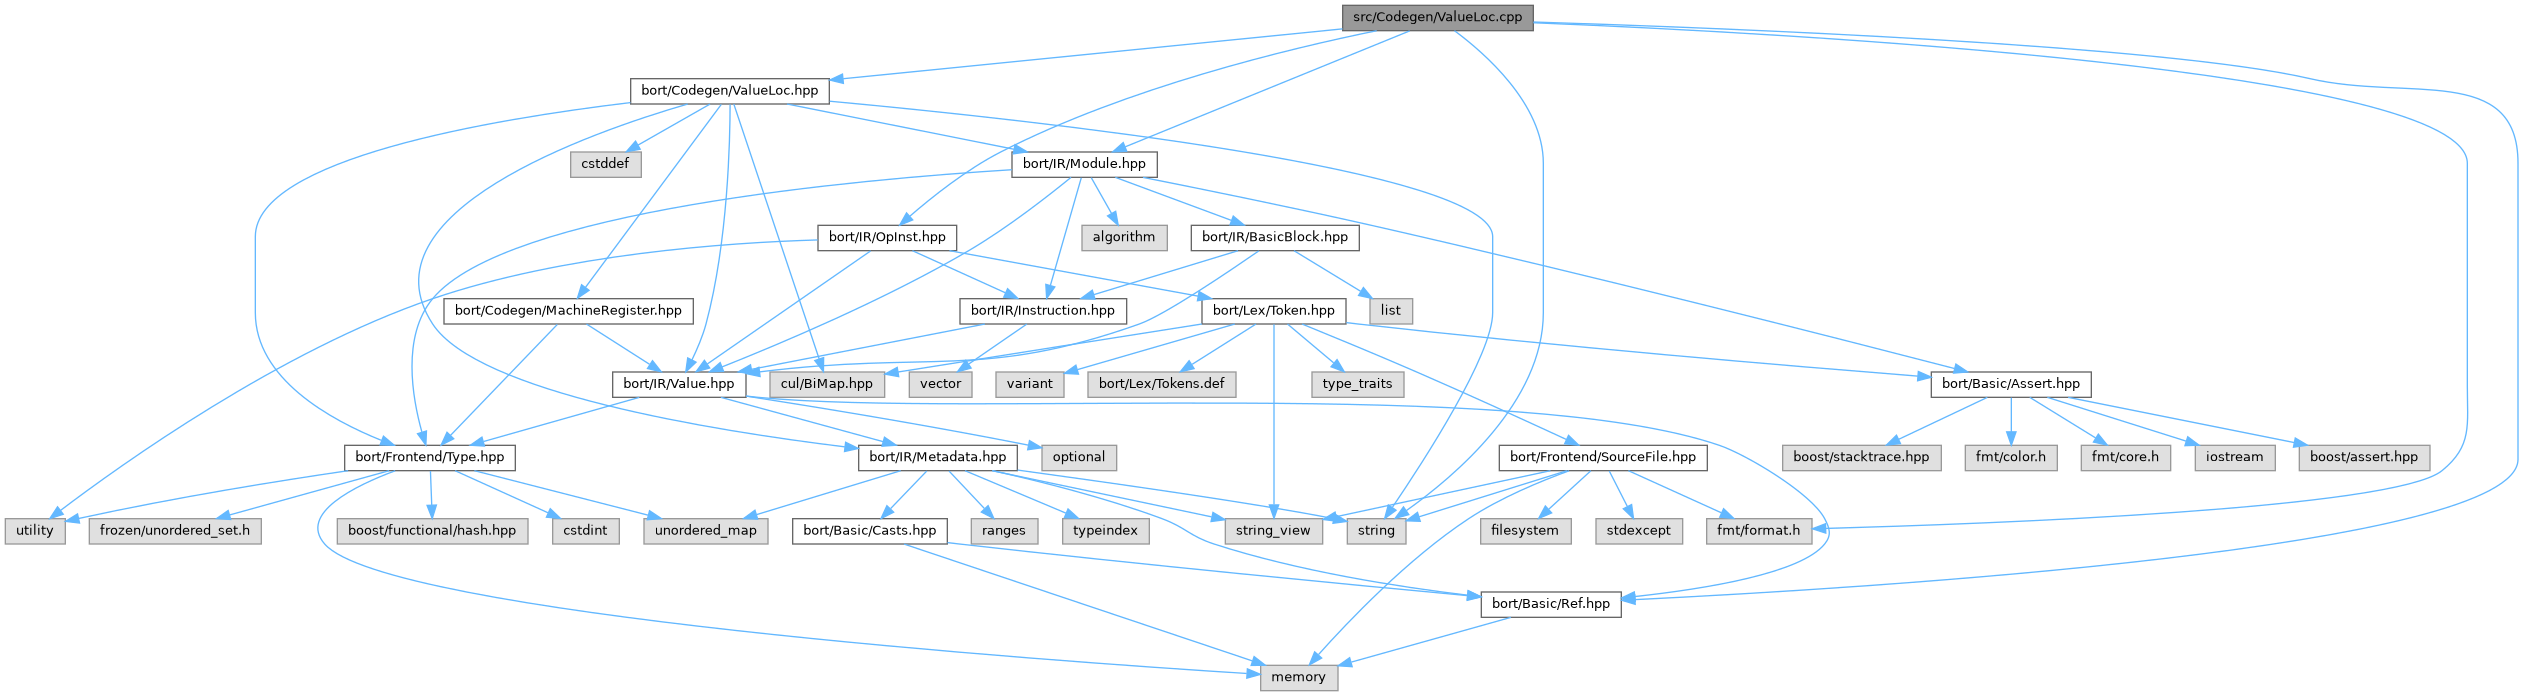 src/Codegen/ValueLoc.cpp
bort/Codegen/ValueLoc.hpp
cstddef
bort/IR/Module.hpp
bort/IR/OpInst.hpp
algorithm
bort/IR/BasicBlock.hpp
bort/Codegen/MachineRegister.hpp
bort/IR/Instruction.hpp
bort/Lex/Token.hpp
list
bort/IR/Value.hpp
cul/BiMap.hpp
vector
variant
bort/Lex/Tokens.def
type_traits
bort/Basic/Assert.hpp
bort/Frontend/Type.hpp
bort/IR/Metadata.hpp
optional
bort/Frontend/SourceFile.hpp
boost/stacktrace.hpp
fmt/color.h
fmt/core.h
iostream
boost/assert.hpp
utility
frozen/unordered_set.h
boost/functional/hash.hpp
cstdint
unordered_map
bort/Basic/Casts.hpp
ranges
typeindex
string_view
string
filesystem
stdexcept
fmt/format.h
bort/Basic/Ref.hpp
memory